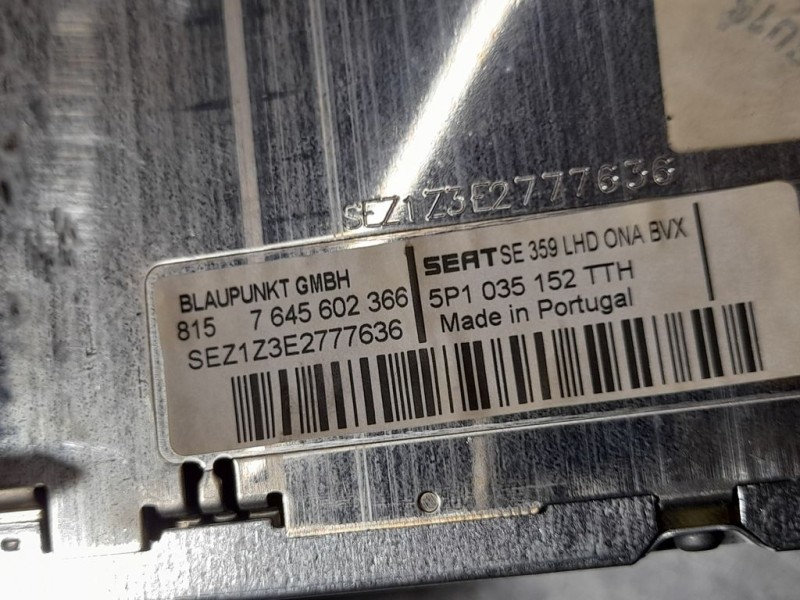 SEZ1Z3E2777636
BLAUPUNKT GMBH
815 7 645 602 366
SEZ1Z3E2777636
SEAT SE 359 LHD ONA BVX
5P1 035 152 TTH
Made in Portugal